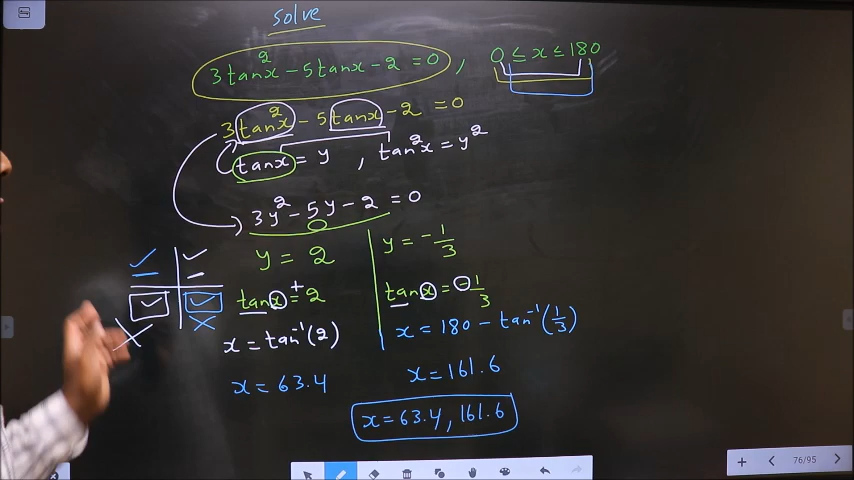 solve
3tan²x - 5tanx - 2 = 0 , 0 ≤ x ≤ 180
3tan²x - 5tanx - 2 = 0
tanx = y , tan²x = y²
3y² - 5y - 2 = 0
y = 2 y = -1/3
tanx = +2 tanx = -1/3
x = tan⁻¹(2) x = 180 - tan⁻¹(1/3)
x = 63.4 x = 161.6
x = 63.4, 161.6
76/95